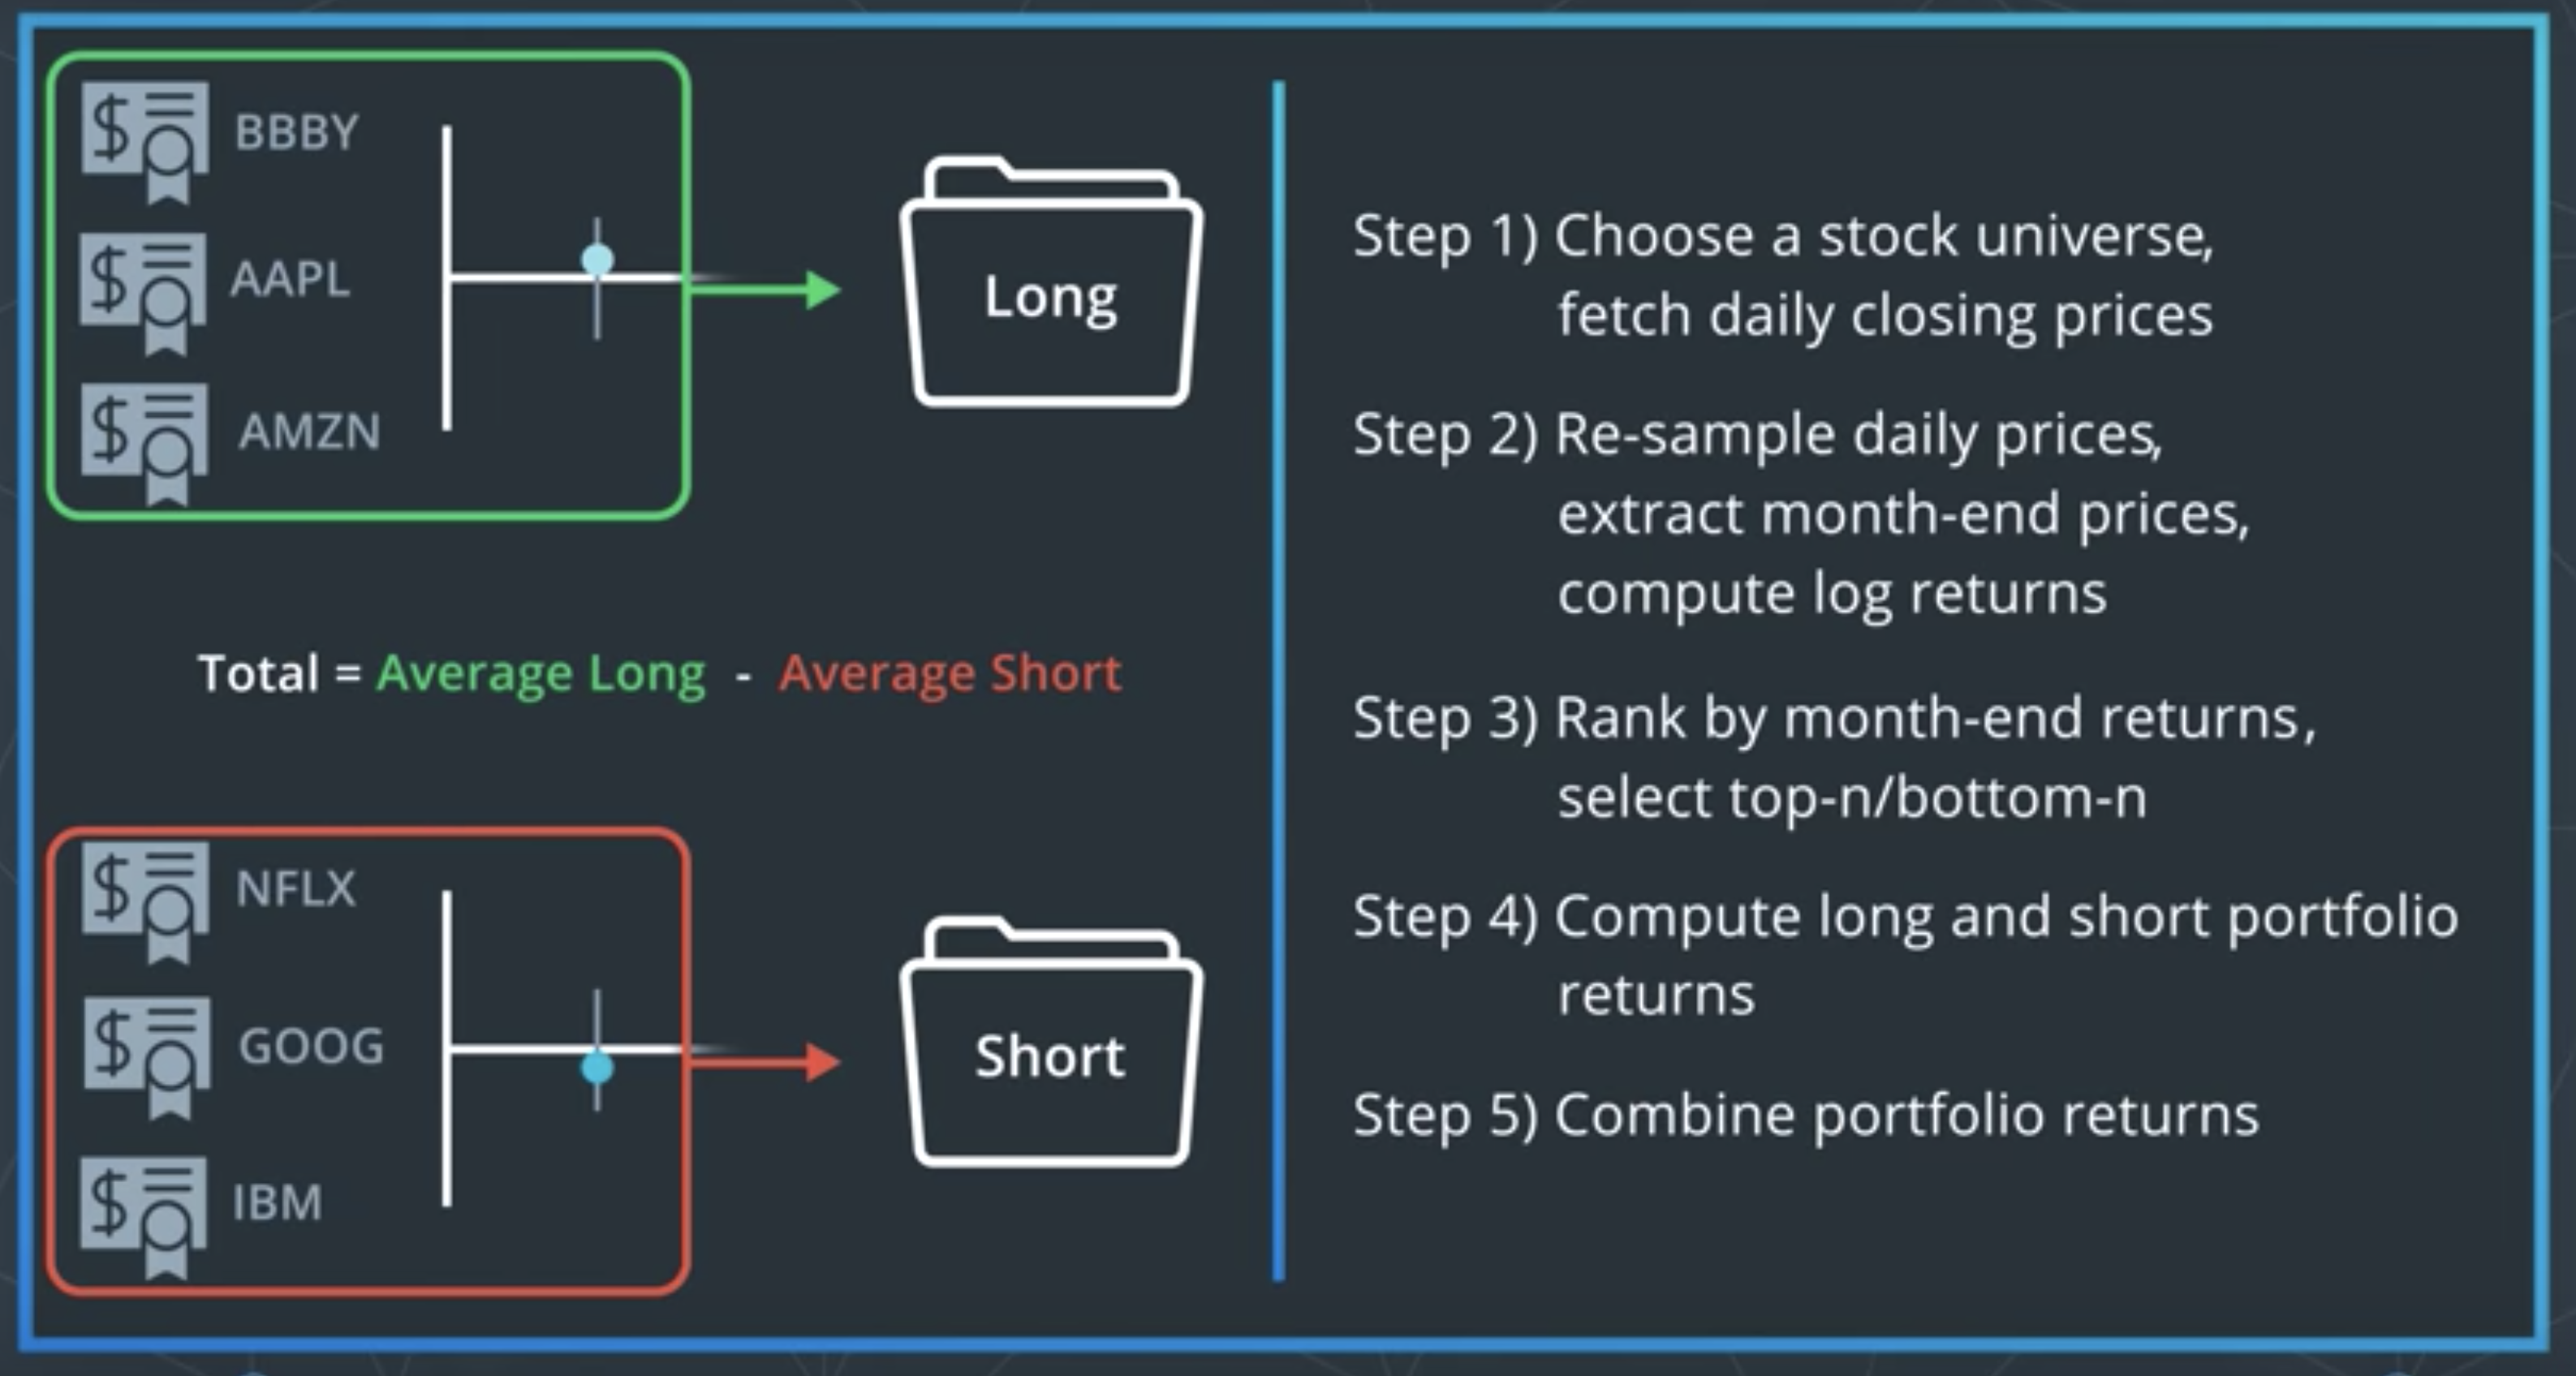 BBBY
AAPL
AMZN
Long
Total = Average Long - Average Short
NFLX
GOOG
IBM
Short
Step 1) Choose a stock universe,
fetch daily closing prices
Step 2) Re-sample daily prices,
extract month-end prices,
compute log returns
Step 3) Rank by month-end returns,
select top-n/bottom-n
Step 4) Compute long and short portfolio
returns
Step 5) Combine portfolio returns